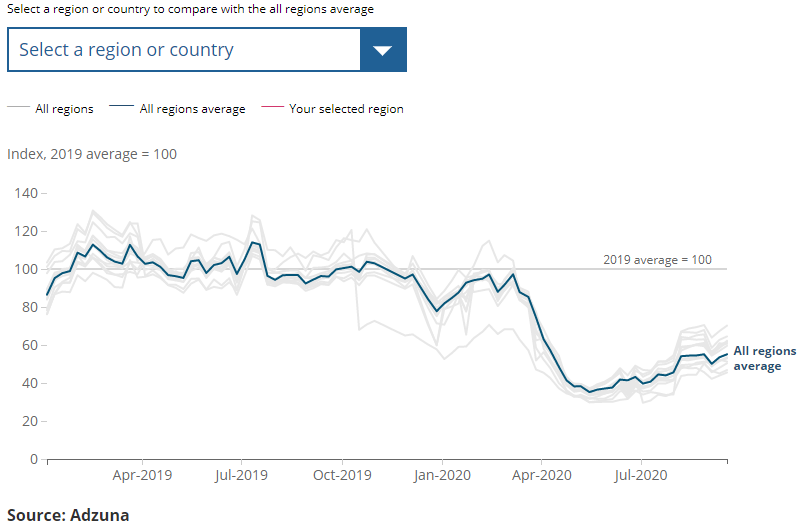 Select a region or country to compare with the all regions average
Select a region or country
All regions All regions average Your selected region
Index, 2019 average = 100
140
120
2019 average = 100
100
80
60
All regions
average
40
20
0
Apr-2019 Jul-2019 Oct-2019 Jan-2020 Apr-2020 Jul-2020
Source: Adzuna